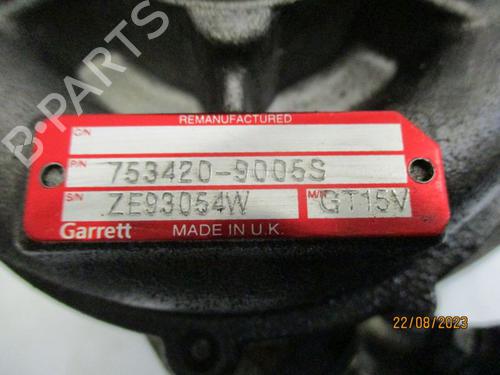 B-PARTS
REMANUFACTURED
C/N
P/N 753420-9005S
S/N ZE93054W M/N GT15V
Garrett MADE IN U.K.
22/08/2023